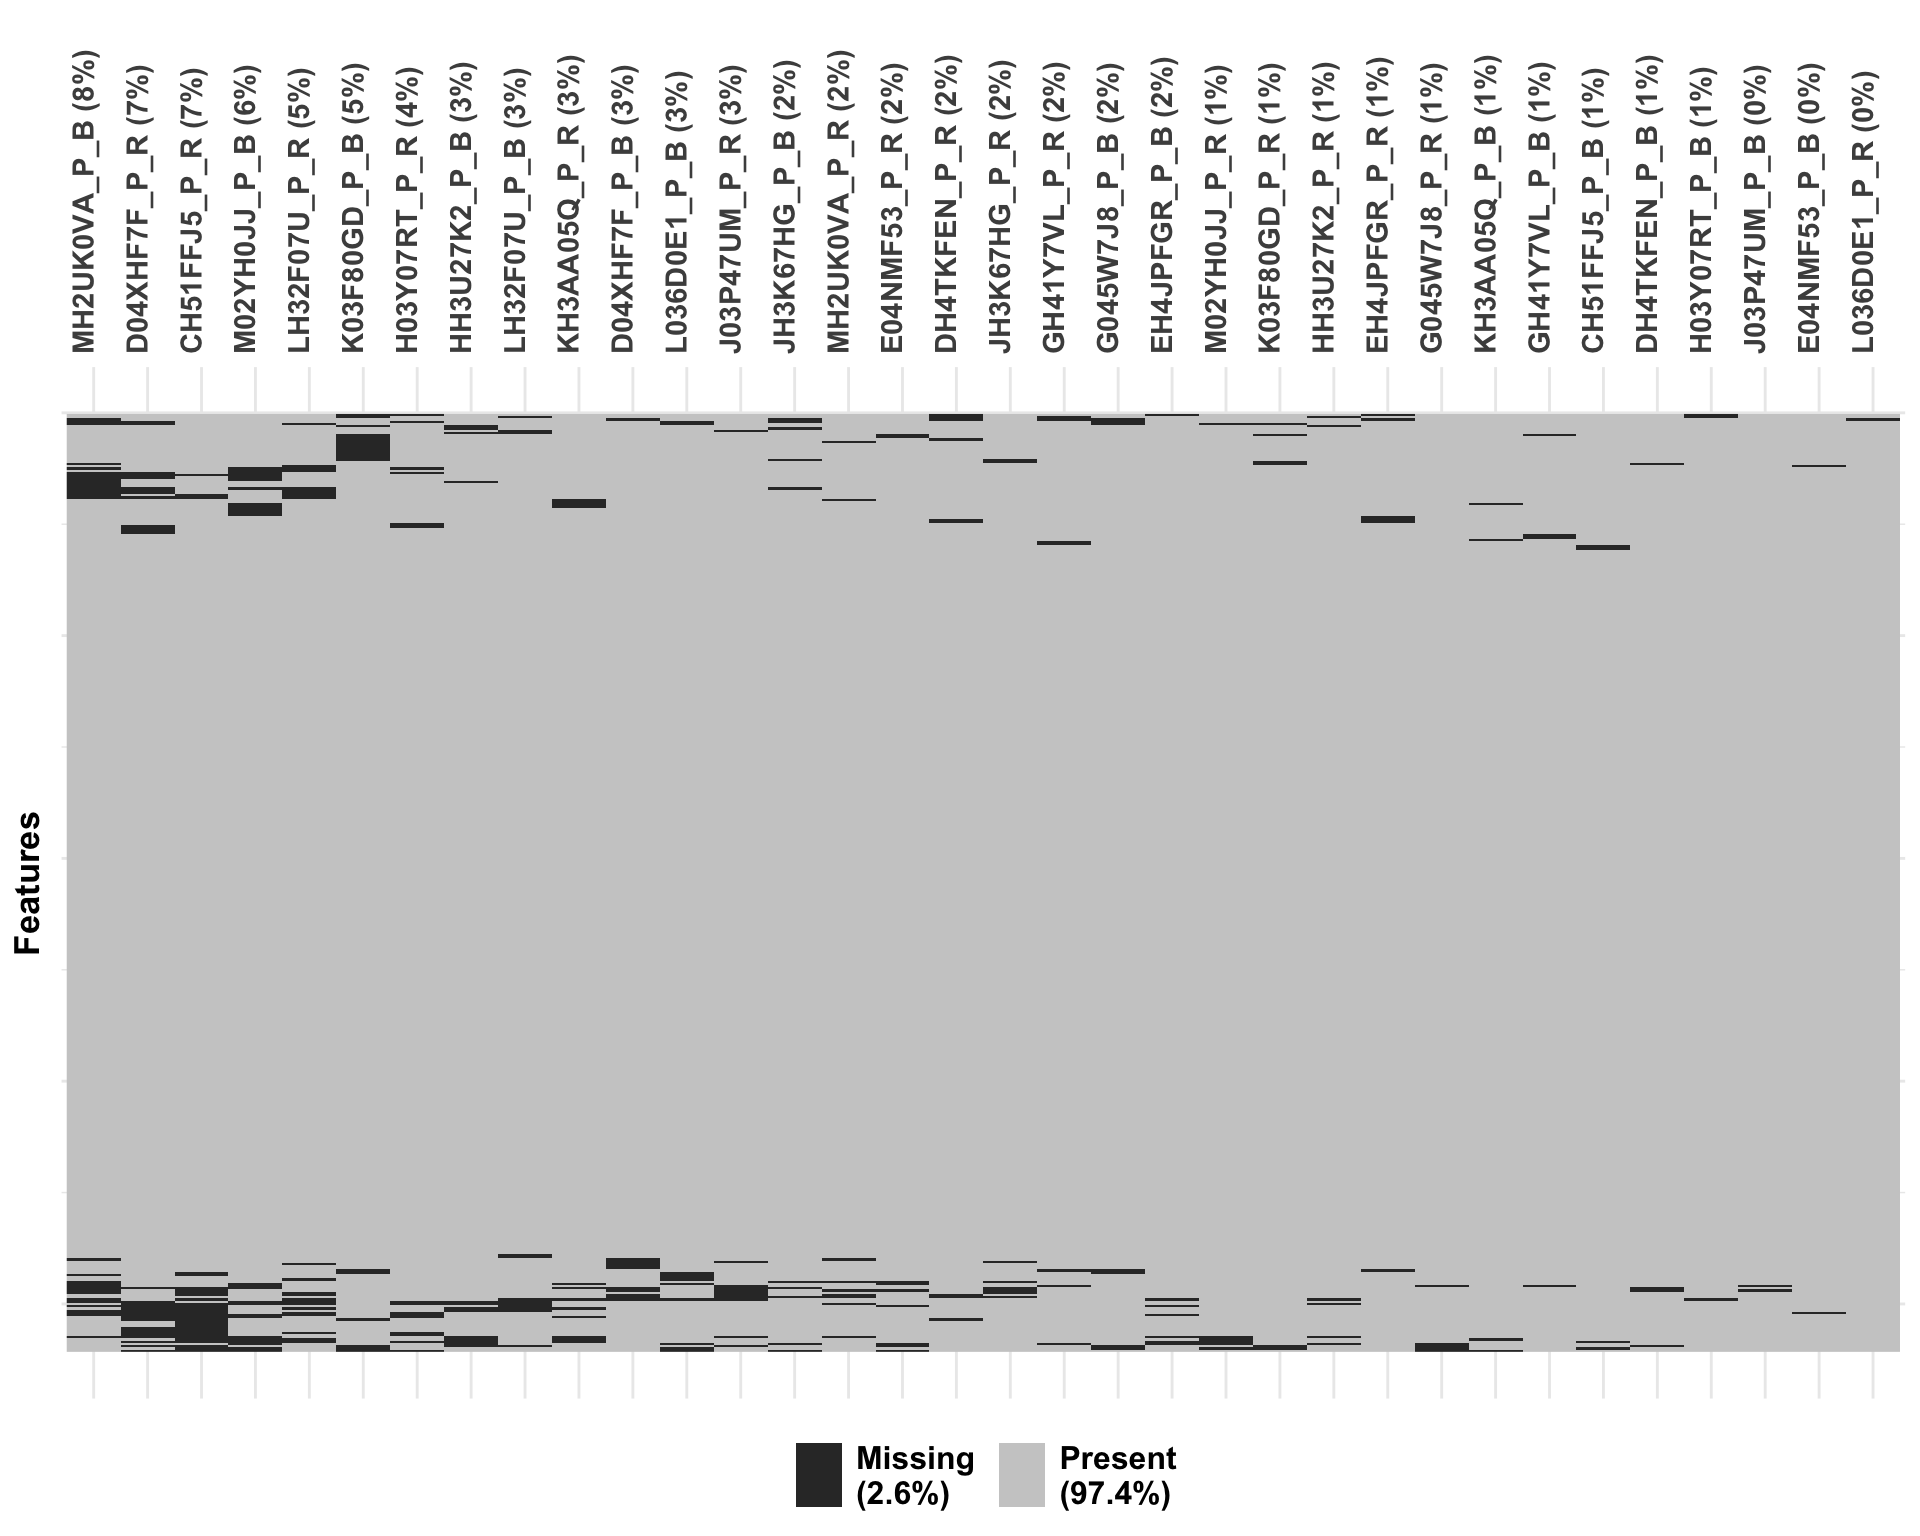 MH2UK0VA_P_B (8%)
D04XHF7F_P_R (7%)
CH51FFJ5_P_R (7%)
M02YH0JJ_P_B (6%)
LH32F07U_P_R (5%)
K03F80GD_P_B (5%)
H03Y07RT_P_R (4%)
HH3U27K2_P_B (3%)
LH32F07U_P_B (3%)
KH3AA05Q_P_R (3%)
D04XHF7F_P_B (3%)
L036D0E1_P_B (3%)
J03P47UM_P_R (3%)
JH3K67HG_P_B (2%)
MH2UK0VA_P_R (2%)
E04NMF53_P_R (2%)
DH4TKFEN_P_R (2%)
JH3K67HG_P_R (2%)
GH41Y7VL_P_R (2%)
G045W7J8_P_B (2%)
EH4JPFGR_P_B (2%)
M02YH0JJ_P_R (1%)
K03F80GD_P_R (1%)
HH3U27K2_P_R (1%)
EH4JPFGR_P_R (1%)
G045W7J8_P_R (1%)
KH3AA05Q_P_B (1%)
GH41Y7VL_P_B (1%)
CH51FFJ5_P_B (1%)
DH4TKFEN_P_B (1%)
H03Y07RT_P_B (1%)
J03P47UM_P_B (0%)
E04NMF53_P_B (0%)
L036D0E1_P_R (0%)
Features
Missing
(2.6%)
Present
(97.4%)